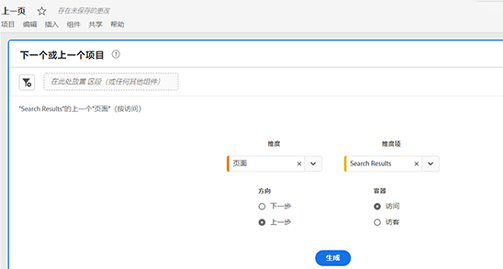 上一页 存在未保存的更改
项目 编辑 插入 组件 共享 帮助
下一个或上一个项目
在此处放置 区段（或任何其他组件）
"Search Results"的上一个"页面"（按访问）
维度 维度项
页面 Search Results
方向 容器
下一步 访问
上一步 访客
生成